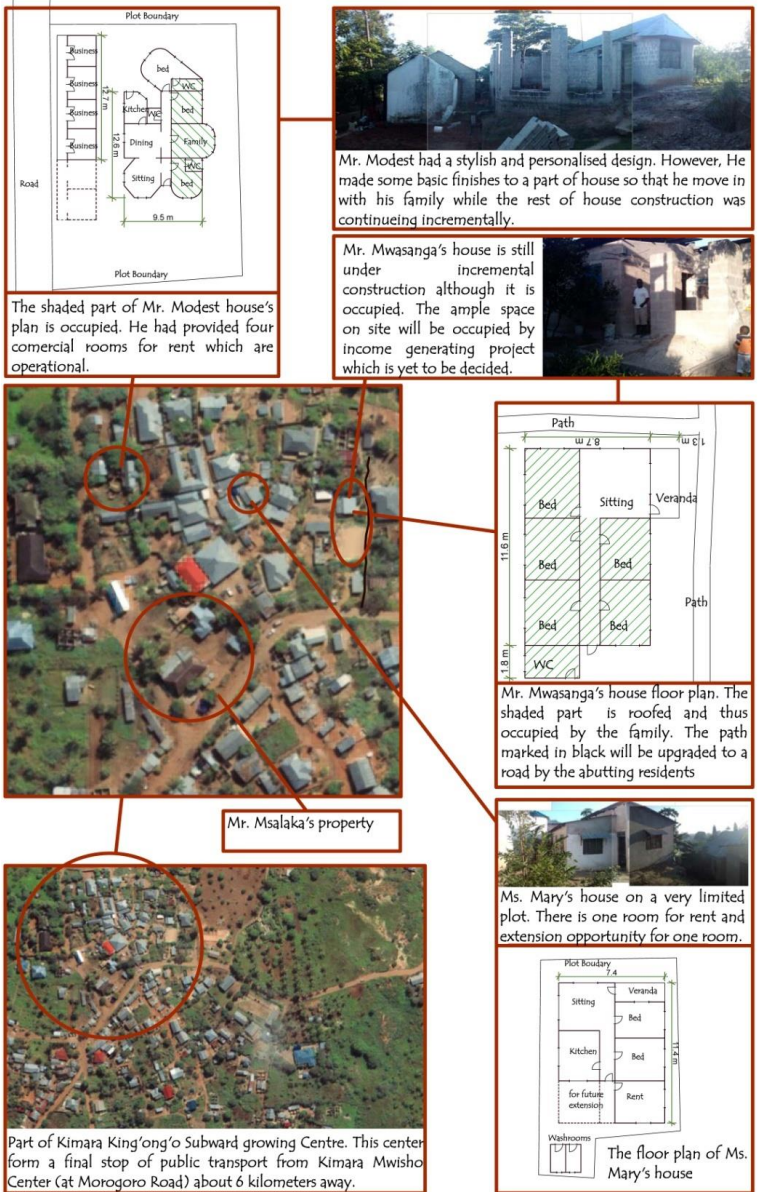 Plot Boundary
Business
Business
Business
Business
12.7 m
12.6 m
bed
WC
Kitchen
WC
bed
Dining
Family
WC
Sitting
bed
Road
9.5 m
Plot Boundary
The shaded part of Mr. Modest house's
plan is occupied. He had provided four
comercial rooms for rent which are
operational.
Mr. Modest had a stylish and personalised design. However, He
made some basic finishes to a part of house so that he move in
with his family while the rest of house construction was
continueing incrementally.
Mr. Mwasanga's house is still
under incremental
construction although it is
occupied. The ample space
on site will be occupied by
income generating project
which is yet to be decided.
Path
8.7 m
1.3 m
Bed
Sitting
Veranda
11.6 m
Bed
Bed
Path
Bed
Bed
1.8 m
WC
Mr. Mwasanga's house floor plan. The
shaded part is roofed and thus
occupied by the family. The path
marked in black will be upgraded to a
road by the abutting residents
Mr. Msalaka's property
Ms. Mary's house on a very limited
plot. There is one room for rent and
extension opportunity for one room.
Plot Boudary
7.4
Sitting
Veranda
Bed
11.4 m
Kitchen
Bed
for future
extension
Rent
Washrooms
The floor plan of Ms.
Mary's house
Part of Kimara King'ong'o Subward growing Centre. This center
form a final stop of public transport from Kimara Mwisho
Center (at Morogoro Road) about 6 kilometers away.